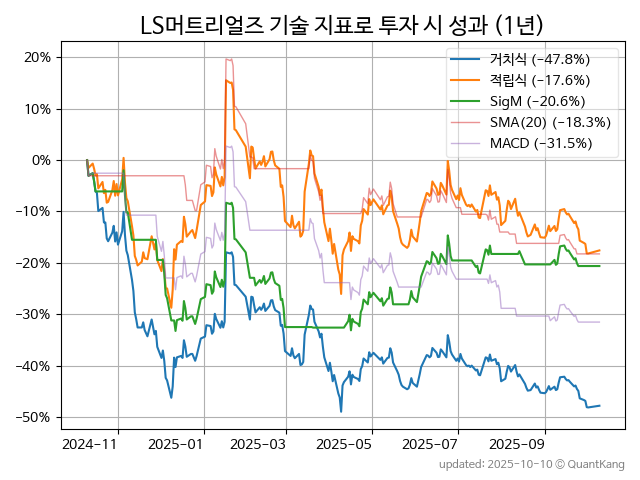 LS머트리얼즈 기술 지표로 투자 시 성과 (1년)
거치식 (−47.8%)
적립식 (−17.6%)
SigM (−20.6%)
SMA(20) (−18.3%)
MACD (−31.5%)
20%
10%
0%
−10%
−20%
−30%
−40%
−50%
2024-11
2025-01
2025-03
2025-05
2025-07
2025-09
updated: 2025-10-10 © QuantKang